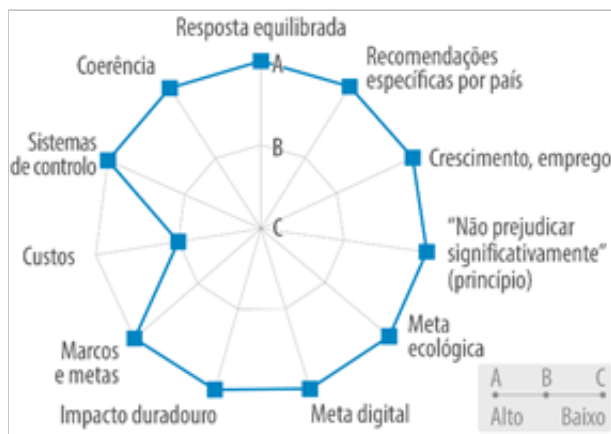 Resposta equilibrada
A
Recomendações
específicas por país
Coerência
B
Crescimento, emprego
Sistemas
de controlo
C
"Não prejudicar
significativamente"
(princípio)
Custos
Meta
ecológica
Marcos
e metas
Impacto duradouro
Meta digital
A B C
Alto Baixo